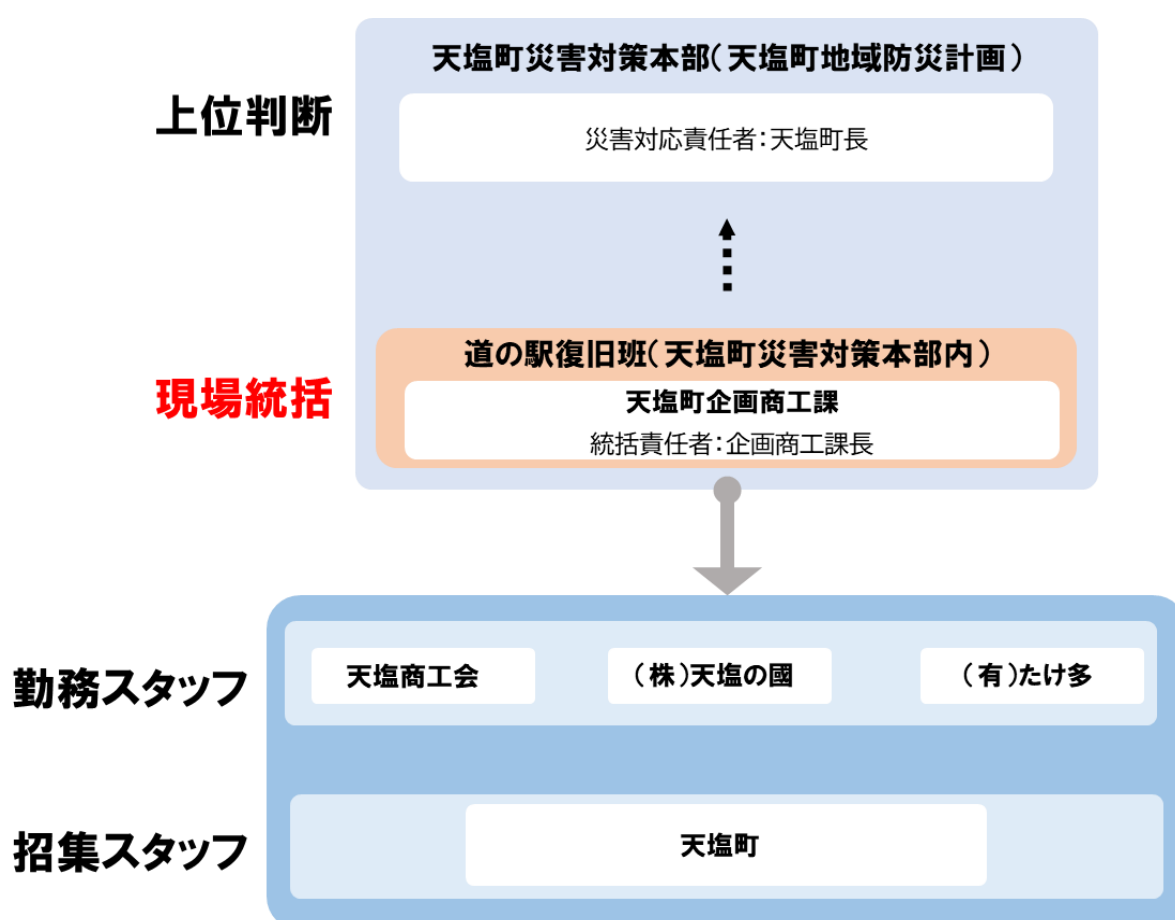 天塩町災害対策本部(天塩町地域防災計画)
上位判断
災害対応責任者:天塩町長
道の駅復旧班(天塩町災害対策本部内)
現場統括
天塩町企画商工課
統括責任者:企画商工課長
勤務スタッフ
天塩商工会
(株)天塩の國
(有)たけ多
招集スタッフ
天塩町